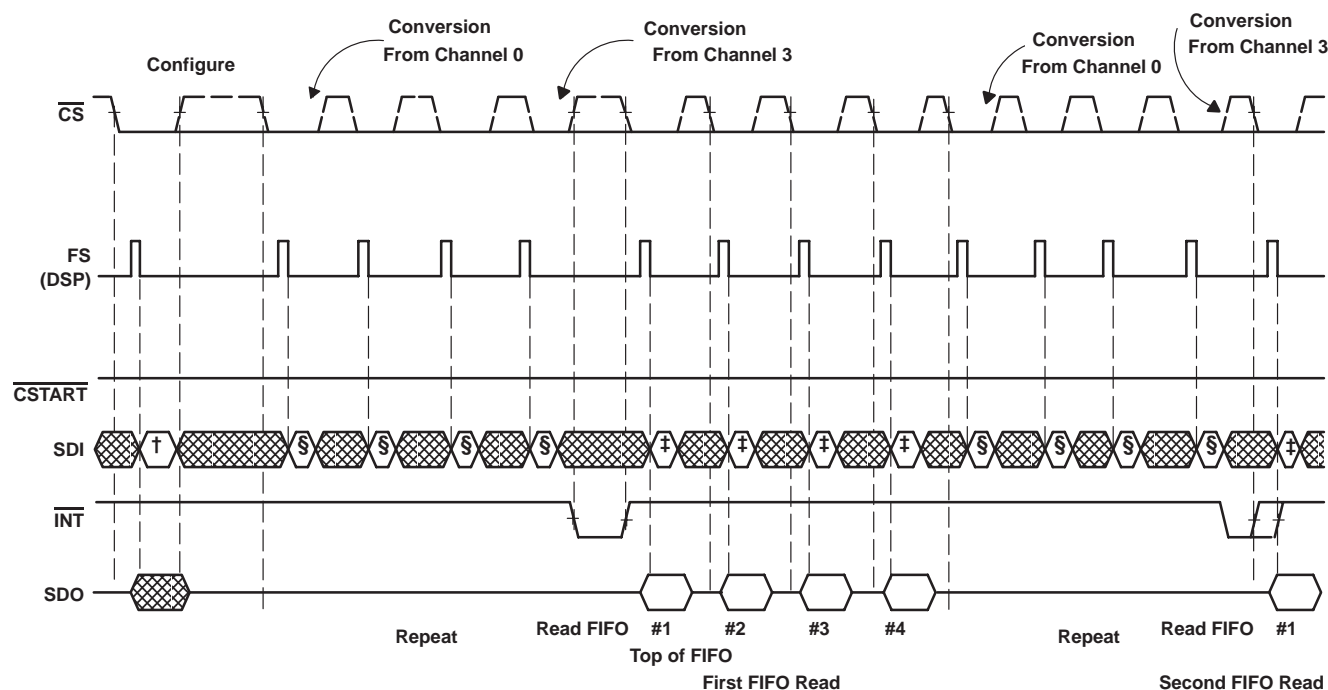 Conversion
From Channel 0
Conversion
From Channel 3
Conversion
From Channel 0
Conversion
From Channel 3
Configure
CS
FS
(DSP)
CSTART
SDI † § § § § ‡ ‡ ‡ ‡ § § § § ‡
INT
SDO
Repeat Read FIFO #1 #2 #3 #4 Repeat Read FIFO #1
Top of FIFO
First FIFO Read Second FIFO Read